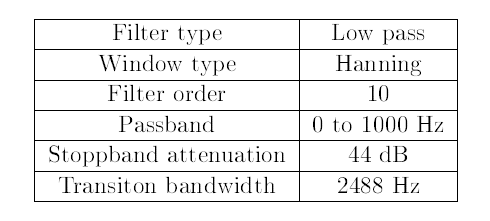 Filter type Low pass
Window type Hanning
Filter order 10
Passband 0 to 1000 Hz
Stoppband attenuation 44 dB
Transiton bandwidth 2488 Hz